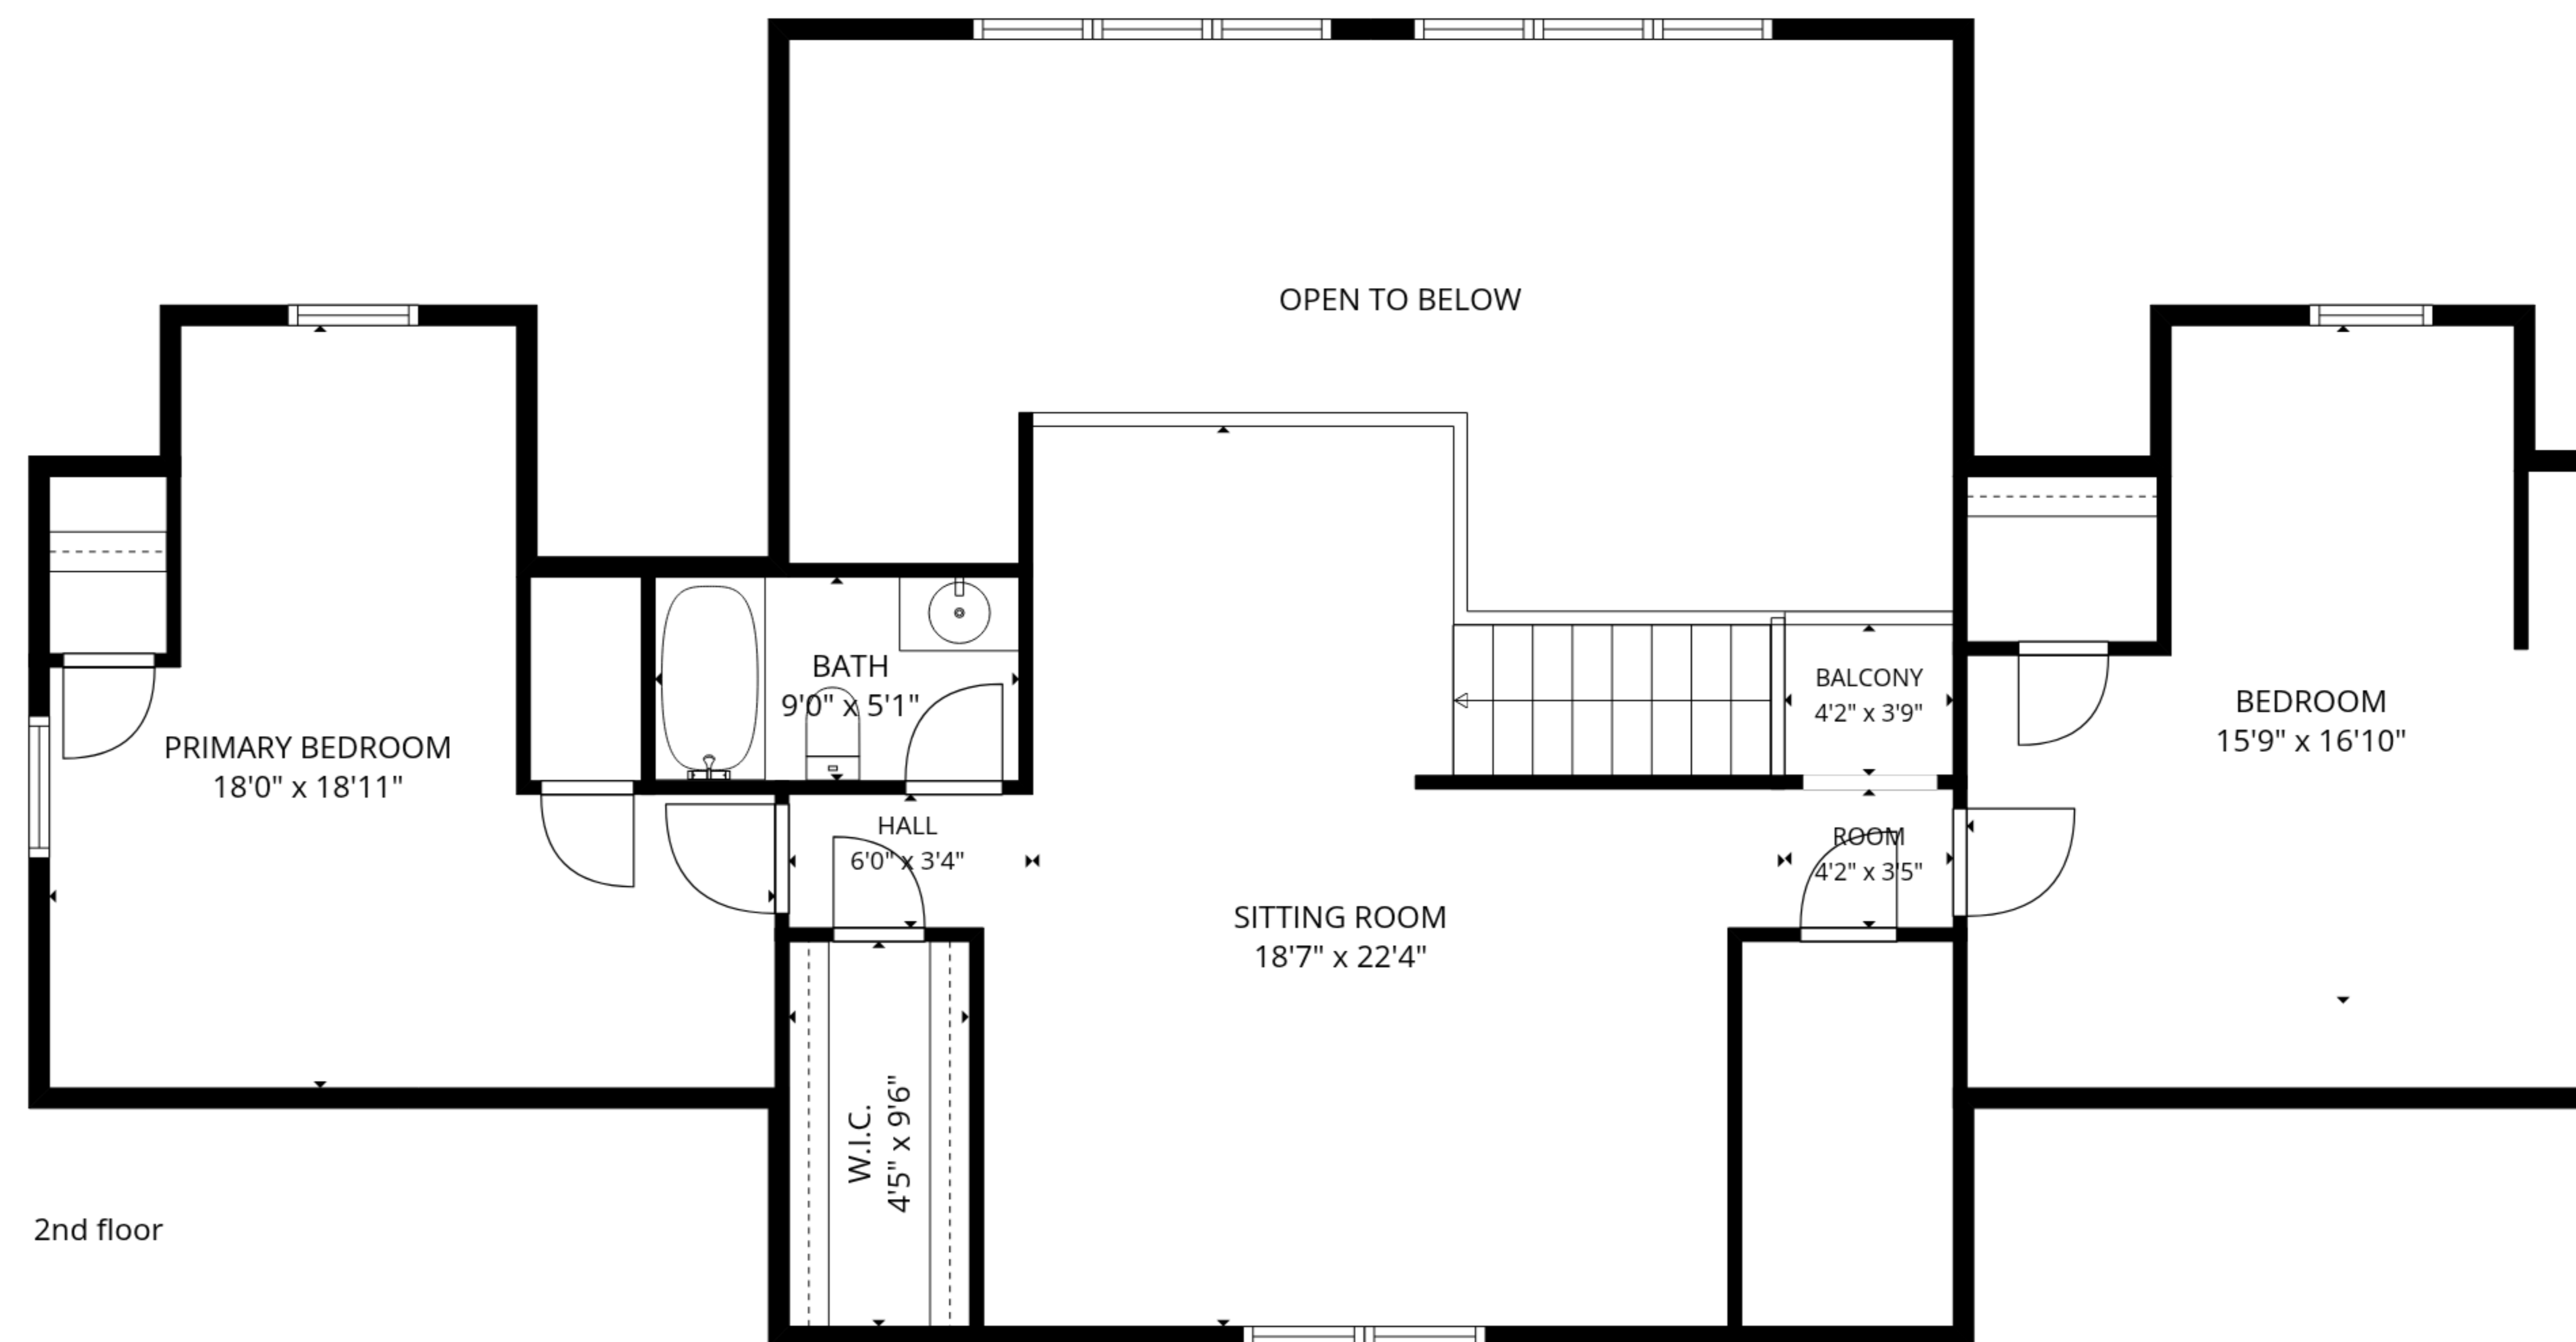 OPEN TO BELOW
PRIMARY BEDROOM
18'0" x 18'11"
BATH
9'0" x 5'1"
HALL
6'0" x 3'4"
W.I.C.
4'5" x 9'6"
SITTING ROOM
18'7" x 22'4"
BALCONY
4'2" x 3'9"
ROOM
4'2" x 3'5"
BEDROOM
15'9" x 16'10"
2nd floor